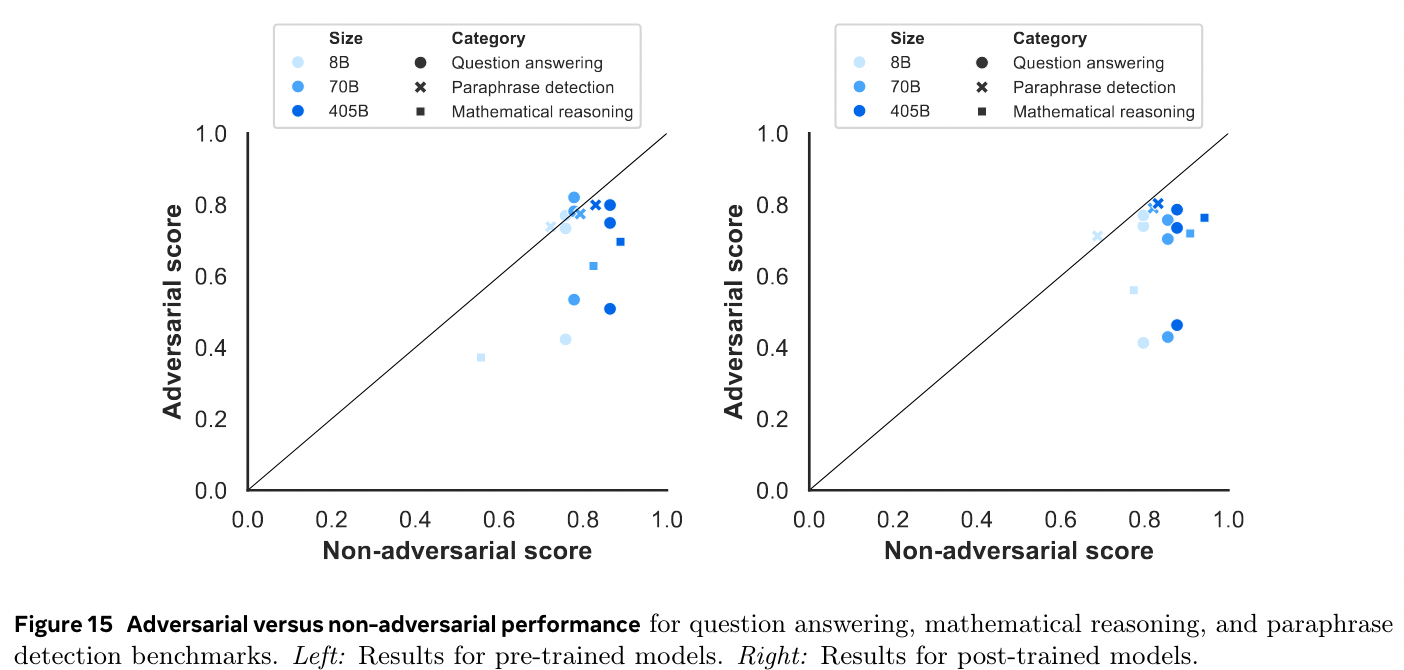 Size Category
8B Question answering
70B Paraphrase detection
405B Mathematical reasoning
1.0
0.8
0.6
0.4
0.2
0.0
Adversarial score
0.0 0.2 0.4 0.6 0.8 1.0
Non-adversarial score
Size Category
8B Question answering
70B Paraphrase detection
405B Mathematical reasoning
1.0
0.8
0.6
0.4
0.2
0.0
Adversarial score
0.0 0.2 0.4 0.6 0.8 1.0
Non-adversarial score
Figure 15 Adversarial versus non-adversarial performance for question answering, mathematical reasoning, and paraphrase
detection benchmarks. Left: Results for pre-trained models. Right: Results for post-trained models.